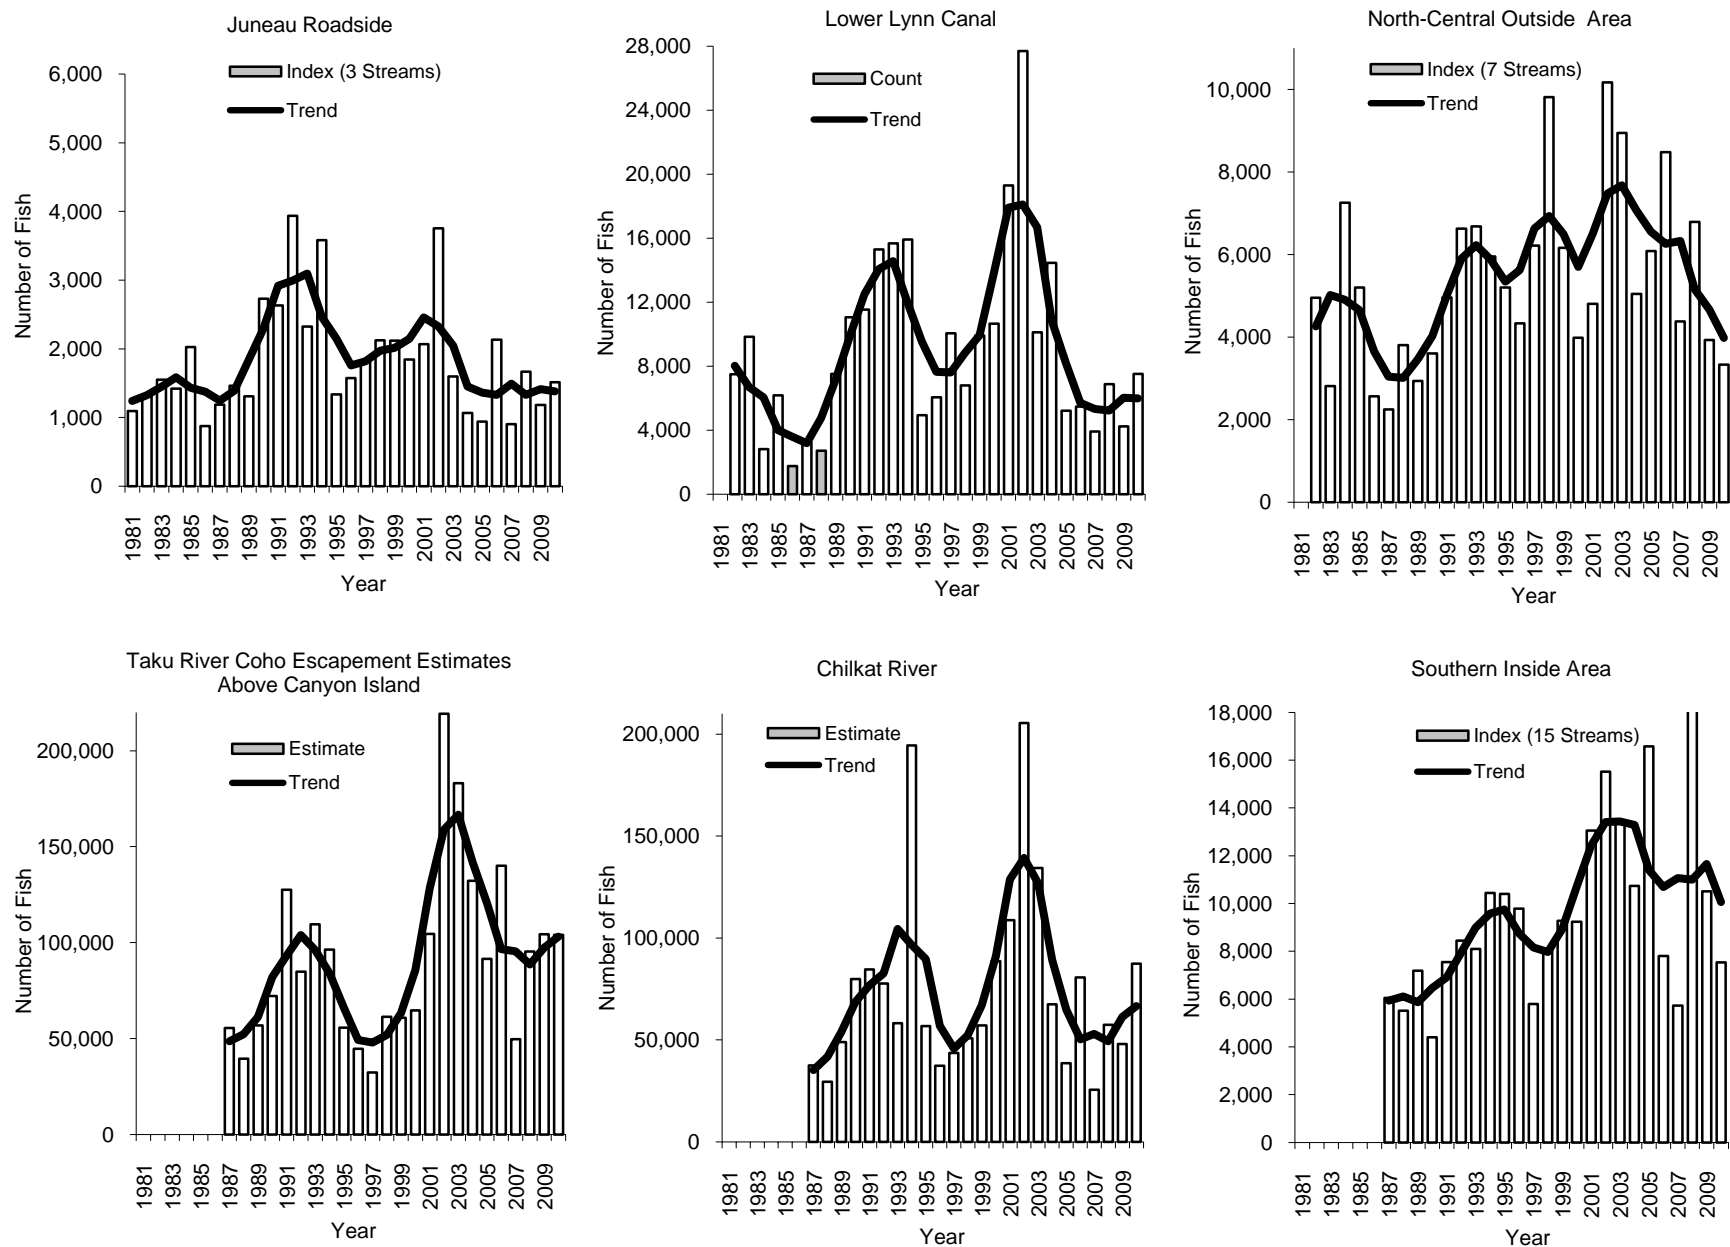 Juneau Roadside
Index (3 Streams)
Trend
6,000
5,000
4,000
3,000
2,000
1,000
0
Number of Fish
1981 1983 1985 1987 1989 1991 1993 1995 1997 1999 2001 2003 2005 2007 2009
Year
Lower Lynn Canal
Count
Trend
28,000
24,000
20,000
16,000
12,000
8,000
4,000
0
Number of Fish
1981 1983 1985 1987 1989 1991 1993 1995 1997 1999 2001 2003 2005 2007 2009
Year
North-Central Outside Area
Index (7 Streams)
Trend
10,000
8,000
6,000
4,000
2,000
0
Number of Fish
1981 1983 1985 1987 1989 1991 1993 1995 1997 1999 2001 2003 2005 2007 2009
Year
Taku River Coho Escapement Estimates
Above Canyon Island
Estimate
Trend
200,000
150,000
100,000
50,000
0
Number of Fish
1981 1983 1985 1987 1989 1991 1993 1995 1997 1999 2001 2003 2005 2007 2009
Year
Chilkat River
Estimate
Trend
200,000
150,000
100,000
50,000
0
Number of Fish
1981 1983 1985 1987 1989 1991 1993 1995 1997 1999 2001 2003 2005 2007 2009
Year
Southern Inside Area
Index (15 Streams)
Trend
18,000
16,000
14,000
12,000
10,000
8,000
6,000
4,000
2,000
0
Number of Fish
1981 1983 1985 1987 1989 1991 1993 1995 1997 1999 2001 2003 2005 2007 2009
Year